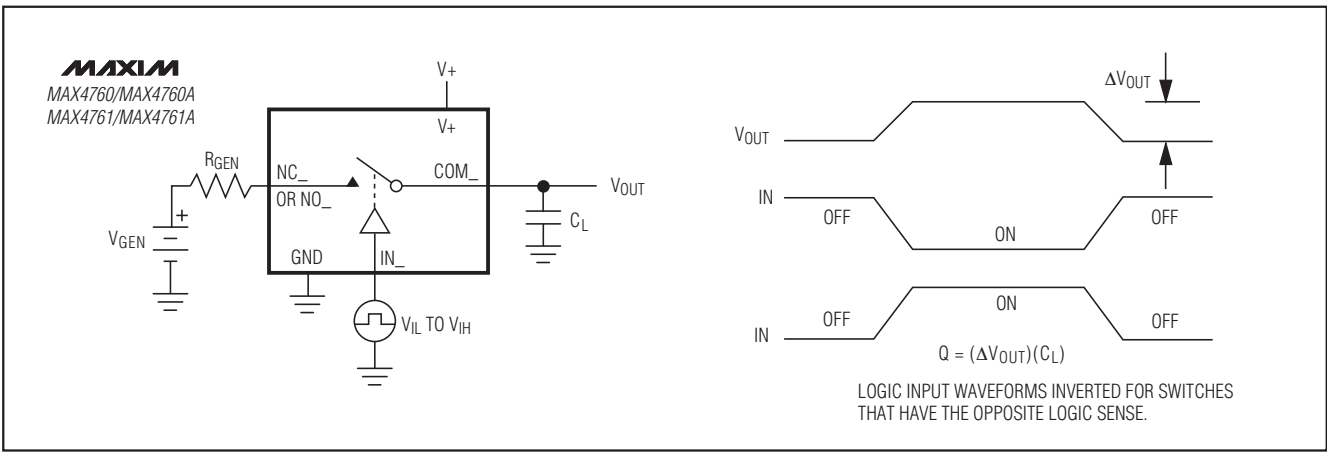 MAXIM
MAX4760/MAX4760A
MAX4761/MAX4761A
V+
V+
RGEN
NC_
OR NO_
COM_
VOUT
CL
+
VGEN
GND
IN_
VIL TO VIH
ΔVOUT
VOUT
IN
OFF
ON
OFF
IN
OFF
ON
OFF
Q = (ΔVOUT)(CL)
LOGIC INPUT WAVEFORMS INVERTED FOR SWITCHES
THAT HAVE THE OPPOSITE LOGIC SENSE.